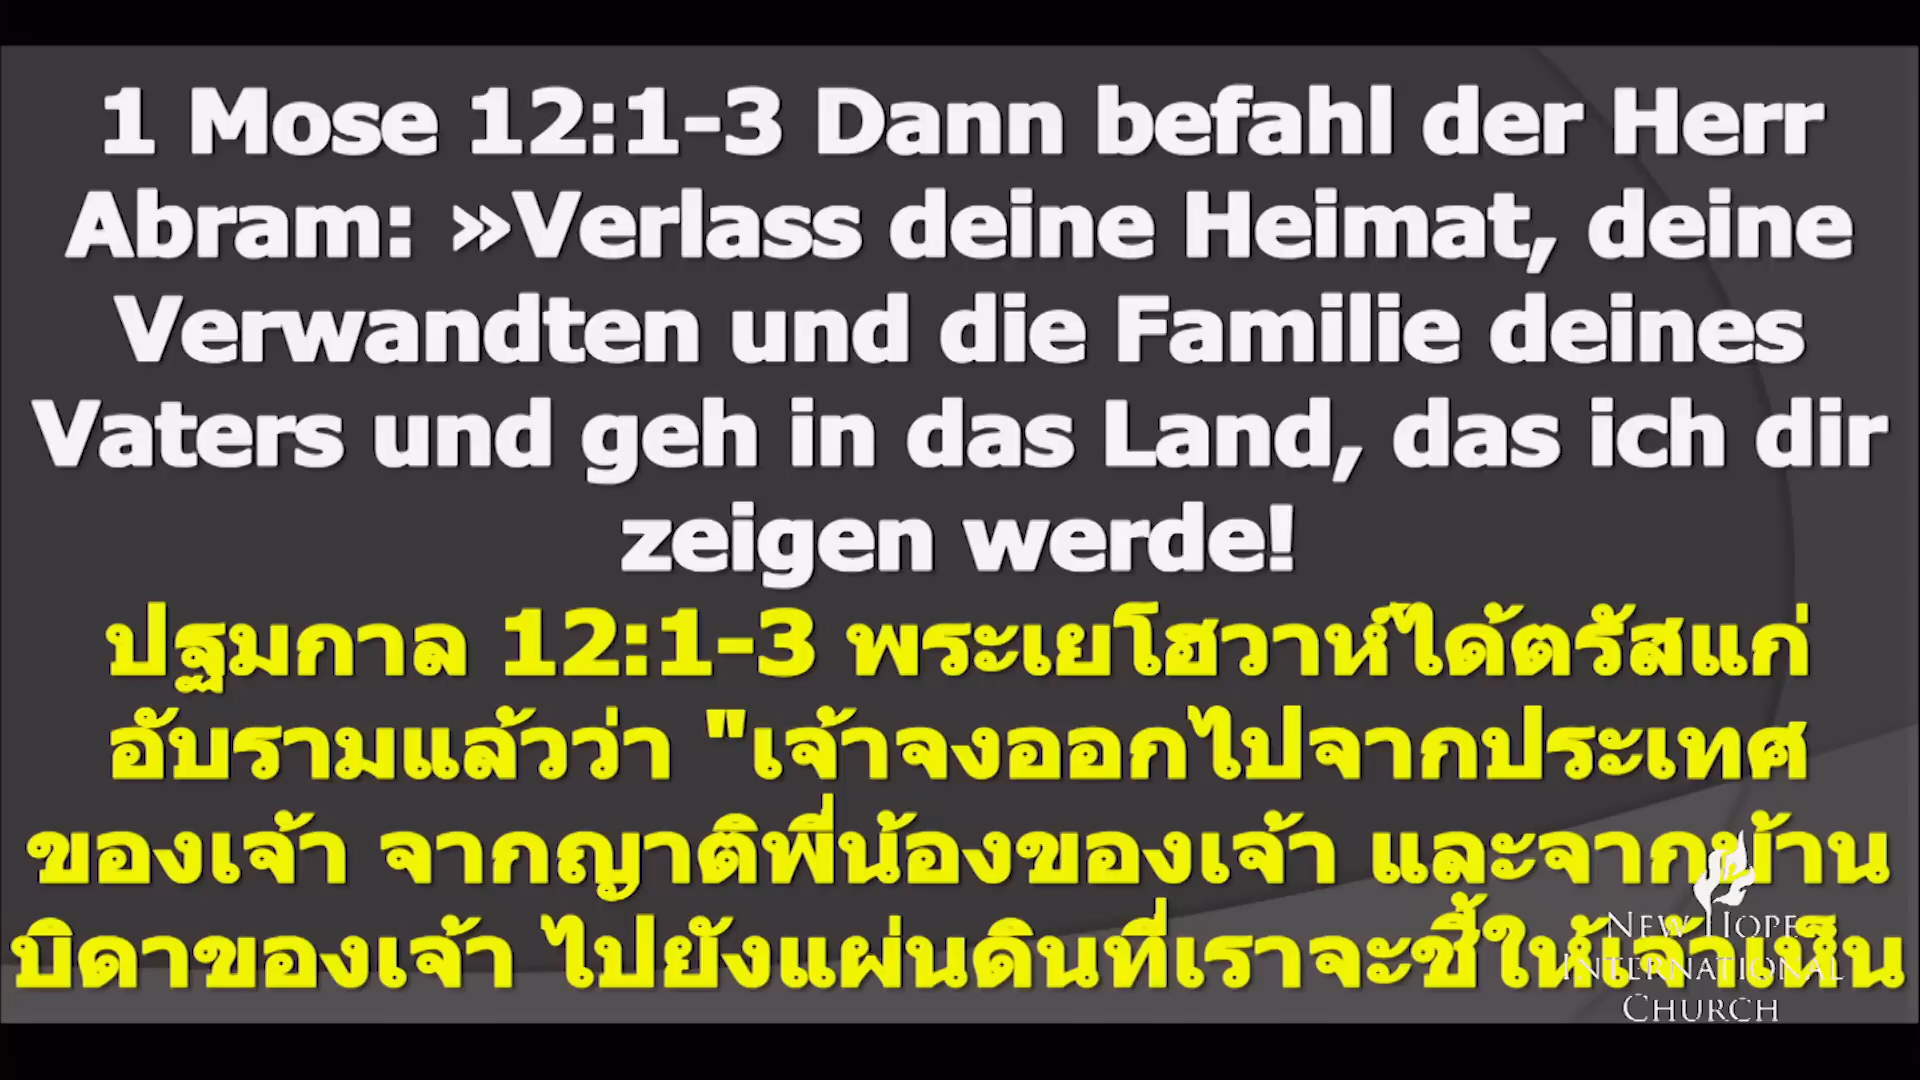 1 Mose 12:1-3 Dann befahl der Herr
Abram: »Verlass deine Heimat, deine
Verwandten und die Familie deines
Vaters und geh in das Land, das ich dir
zeigen werde!
ปฐมกาล 12:1-3 พระเยโฮวาห์ได้ตรัสแก่
อับรามแล้วว่า "เจ้าจงออกไปจากประเทศ
ของเจ้า จากญาติพี่น้องของเจ้า และจากบ้าน
บิดาของเจ้า ไปยังแผ่นดินที่เราจะชี้ให้เจ้าเห็น
NEW HOPE
INTERNATIONAL
CHURCH